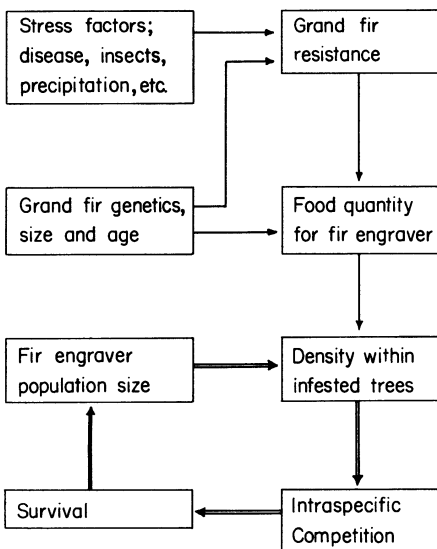 Stress factors;
disease, insects,
precipitation, etc.
Grand fir
resistance
Grand fir genetics,
size and age
Food quantity
for fir engraver
Fir engraver
population size
Density within
infested trees
Survival
Intraspecific
Competition